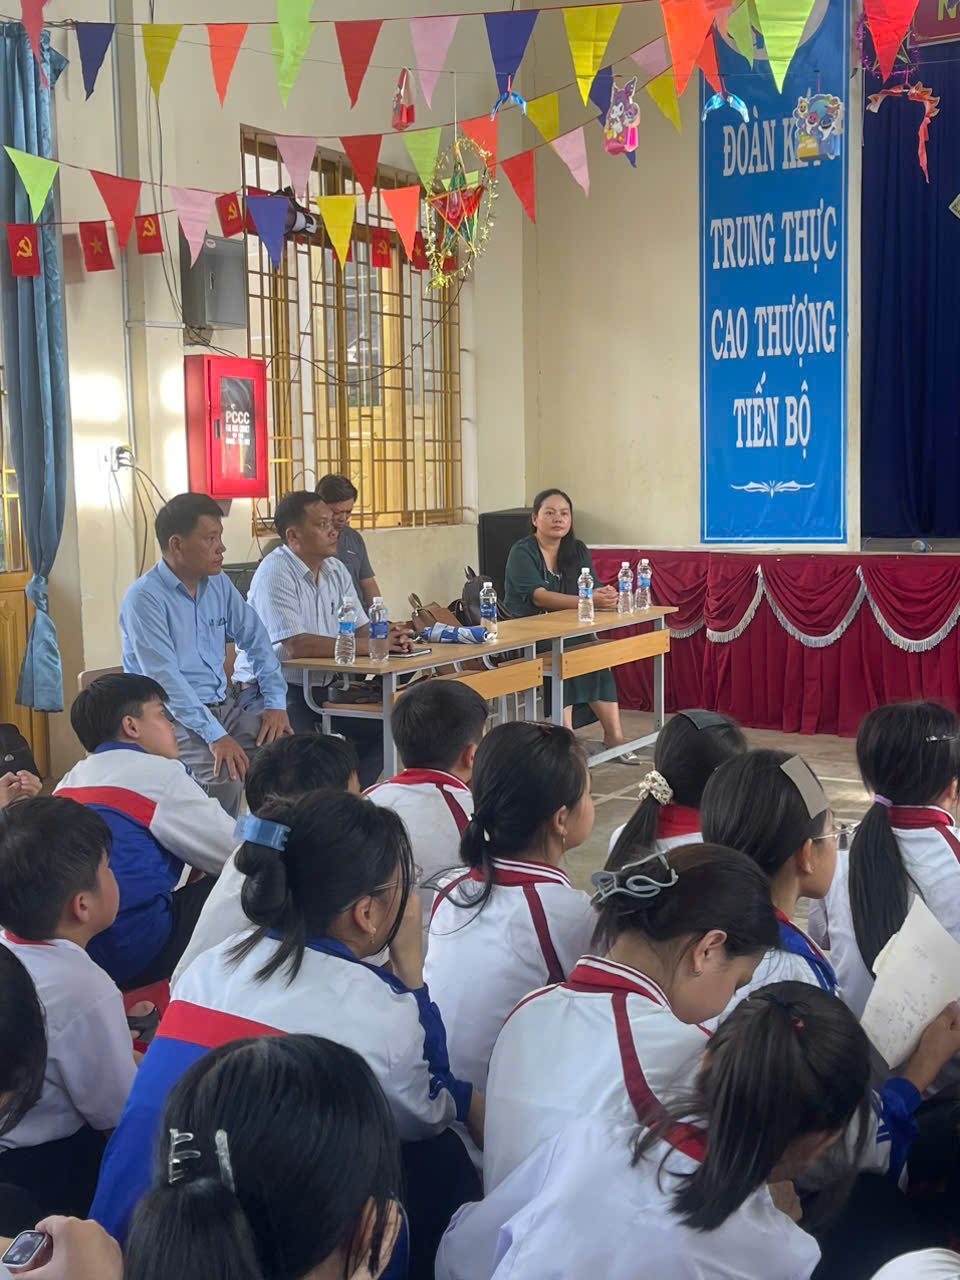 ĐOÀN KẾT
TRUNG THỰC
CAO THƯỢNG
TIẾN BỘ
PCCC